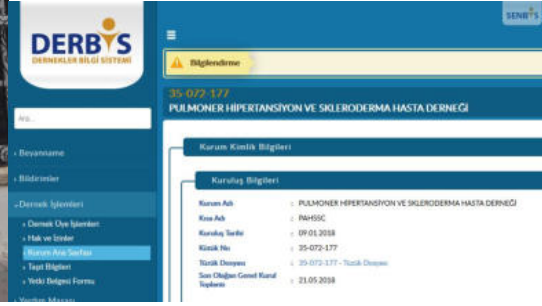 SENBİS
DERBİS
DERNEKLER BİLGİ SİSTEMİ
Bilgilendirme
35-072-177
PULMONER HİPERTANSİYON VE SKLERODERMA HASTA DERNEĞİ
Ara...
Kurum Kimlik Bilgileri
Beyanname
Kuruluş Bilgileri
Bildirimler
Kurum Adı : PULMONER HİPERTANSİYON VE SKLERODERMA HASTA DERNEĞİ
Dernek İşlemleri
Kısa Adı : PAHSSC
Dernek Üye İşlemleri
Kuruluş Tarihi : 09.01.2018
Hak ve İzinler
Kütük No : 35-072-177
Kurum Ana Sayfası
Tüzük Dosyası : 35-072-177 - Tüzük Dosyası
Tapt Bilgileri
Son Olağan Genel Kurul
Toplantı : 21.05.2018
Yetki Belgesi Formu
Yardım Masası